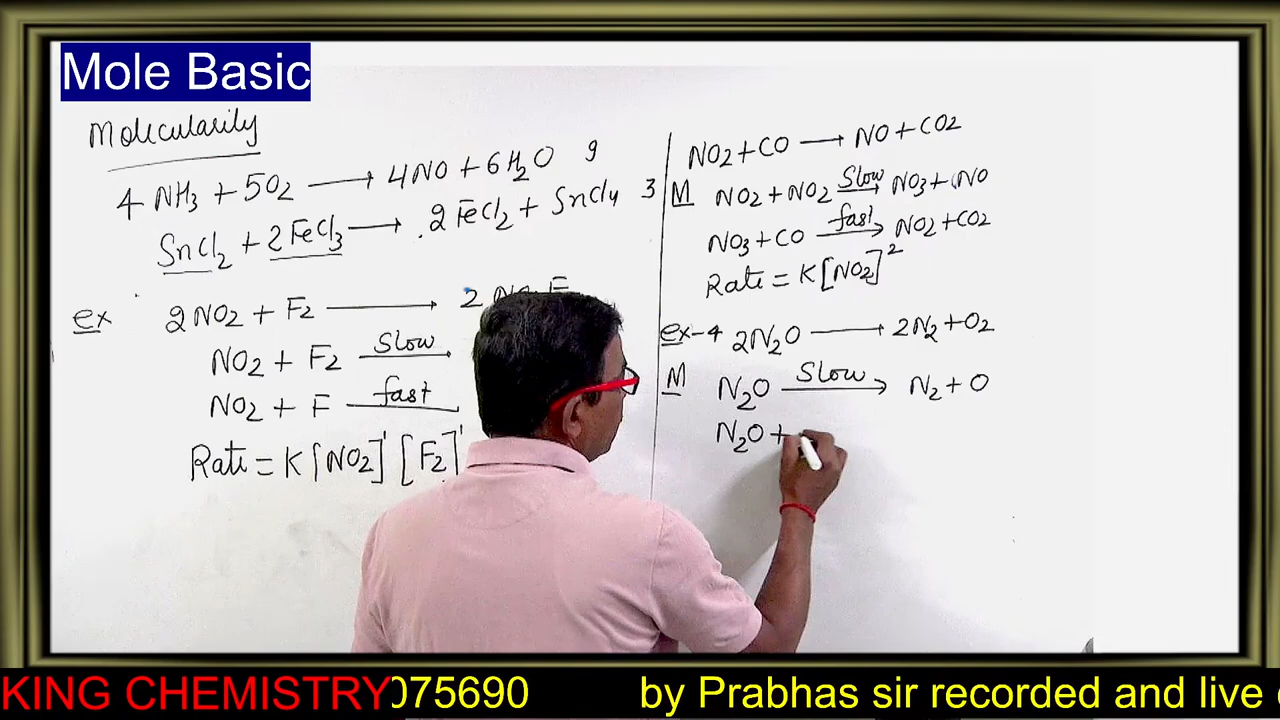 Mole Basic
Molecularily
4 NH3 + 5O2 ⟶ 4NO + 6H2O 9
SnCl2 + 2FeCl3 ⟶ 2FeCl2 + SnCl4 3
ex 2NO2 + F2 ⟶ 2
NO2 + F2 Slow
NO2 + F fast
Rate = K[NO2]' [F2]'
NO2 + CO ⟶ NO + CO2
M NO2 + NO2 Slow NO3 + NO
NO3 + CO fast NO2 + CO2
Rate = K[NO2]2
ex-4 2N2O ⟶ 2N2 + O2
M N2O Slow N2 + O
N2O +
KING CHEMISTRY 075690 by Prabhas sir recorded and live